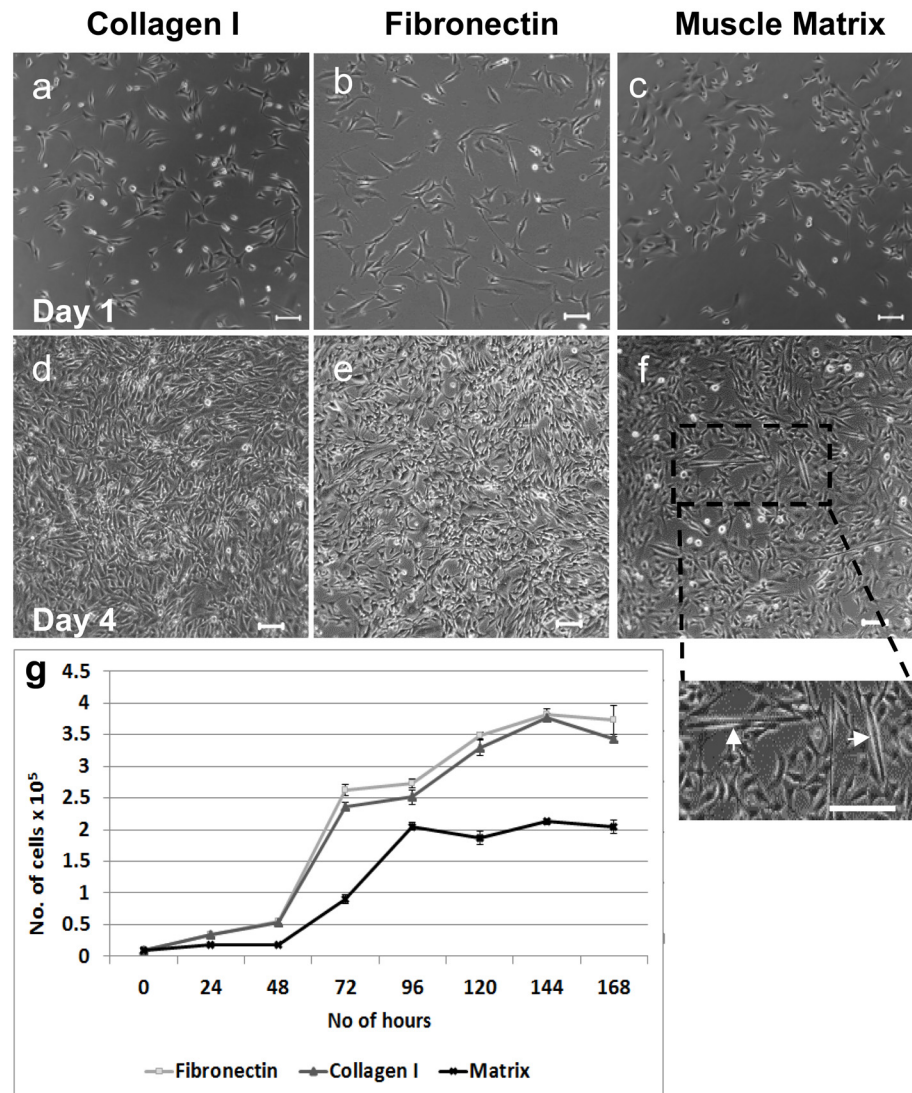 Collagen I Fibronectin Muscle Matrix
a b c
Day 1
d e f
Day 4
g
4.5
4
3.5
3
2.5
2
1.5
1
0.5
0
No. of cells x 10⁵
0 24 48 72 96 120 144 168
No of hours
Fibronectin Collagen I Matrix